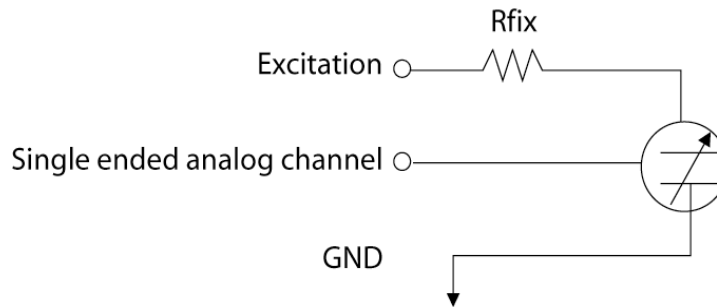 Rfix
Excitation
Single ended analog channel
GND